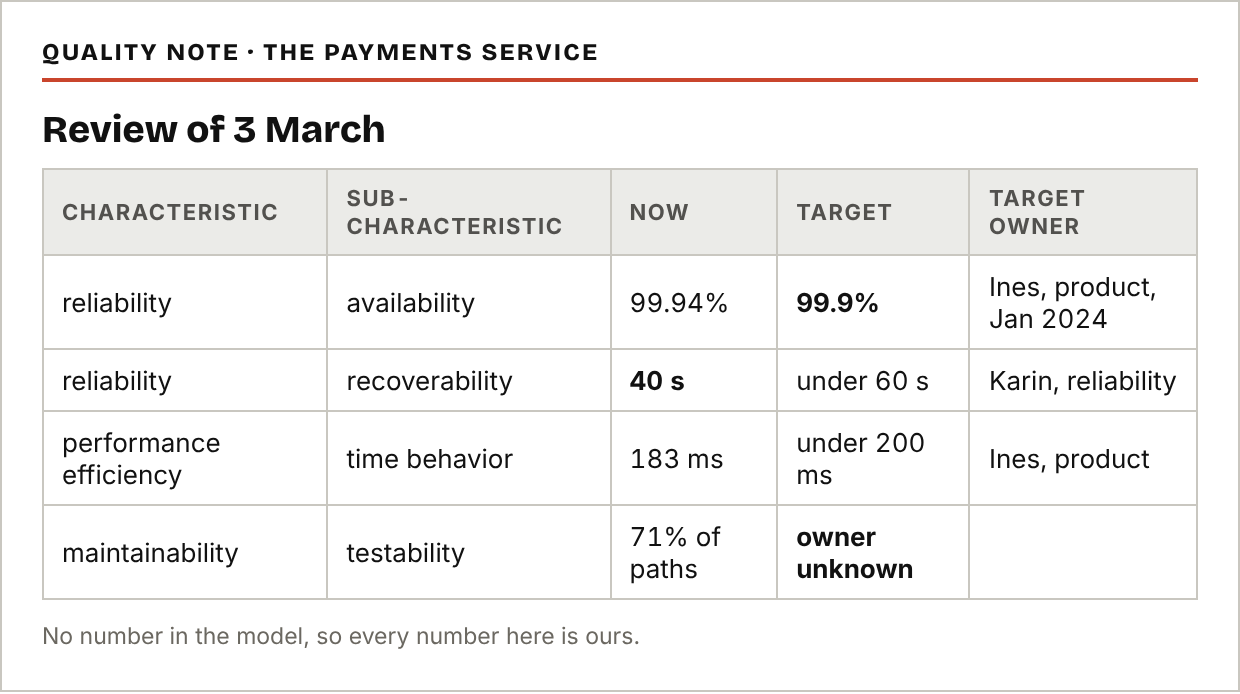 QUALITY NOTE · THE PAYMENTS SERVICE
Review of 3 March
CHARACTERISTIC
SUB-
CHARACTERISTIC
NOW
TARGET
TARGET
OWNER
reliability
availability
99.94%
99.9%
Ines, product,
Jan 2024
reliability
recoverability
40 s
under 60 s
Karin, reliability
performance
efficiency
time behavior
183 ms
under 200
ms
Ines, product
maintainability
testability
71% of
paths
owner
unknown
No number in the model, so every number here is ours.